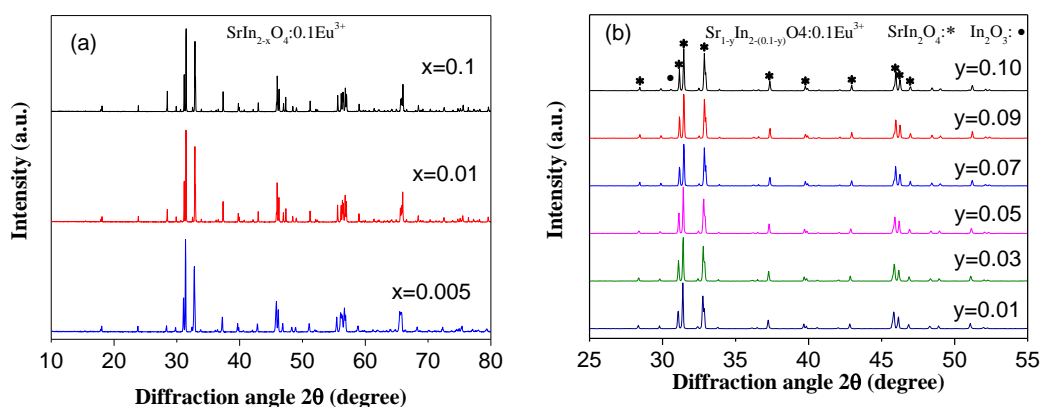 (a)
SrIn2-xO4:0.1Eu3+
x=0.1
x=0.01
x=0.005
Intensity (a.u.)
10 20 30 40 50 60 70 80
Diffraction angle 2θ (degree)
(b)
Sr1-yIn2-(0.1-y)O4:0.1Eu3+ SrIn2O4:* In2O3: •
y=0.10
y=0.09
y=0.07
y=0.05
y=0.03
y=0.01
Intensity (a.u.)
25 30 35 40 45 50 55
Diffraction angle 2θ (degree)